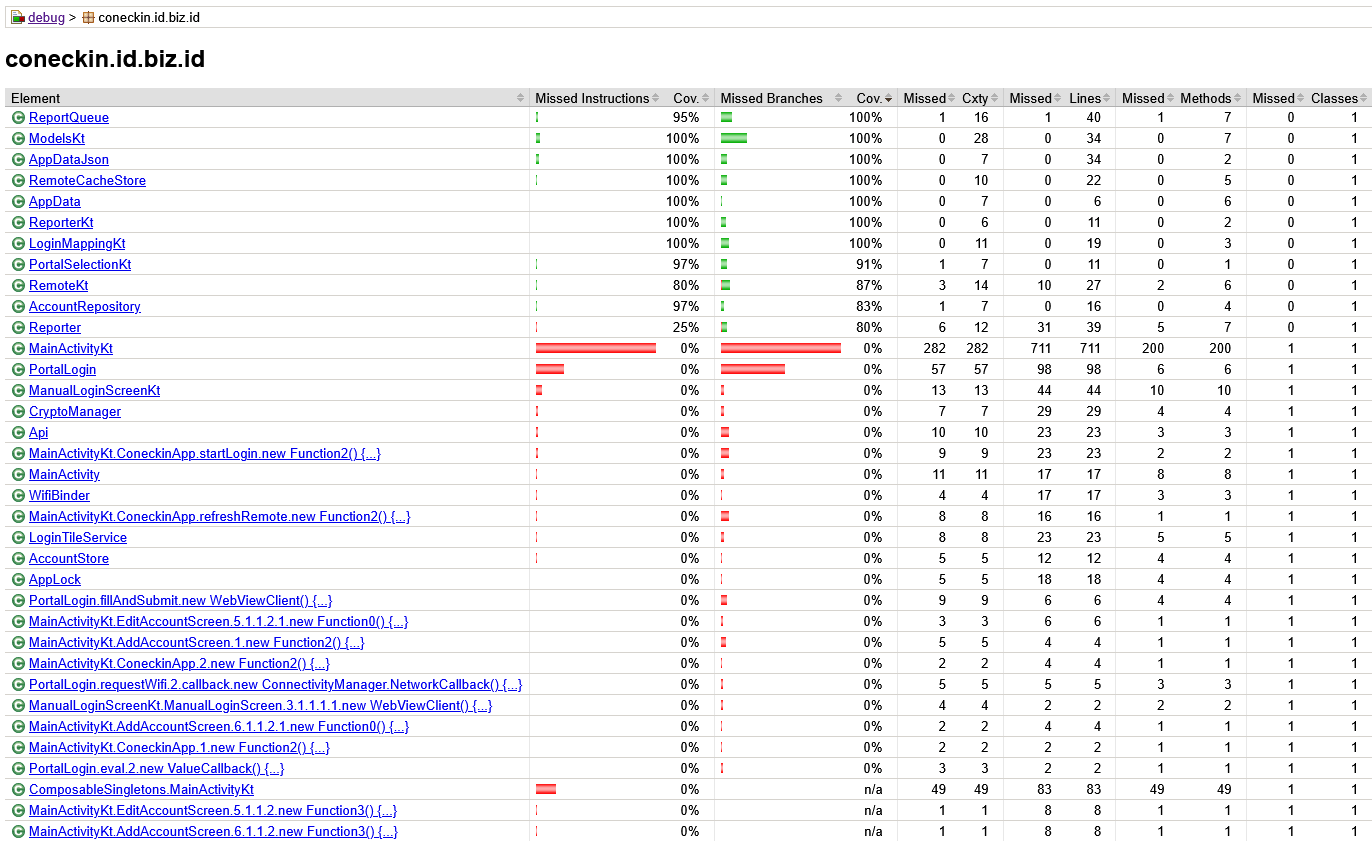 debug > coneckin.id.biz.id
coneckin.id.biz.id
Element Missed Instructions Cov. Missed Branches Cov. Missed Cxty Missed Lines Missed Methods Missed Classes
ReportQueue 95% 100% 1 16 1 40 1 7 0 1
ModelsKt 100% 100% 0 28 0 34 0 7 0 1
AppDataJson 100% 100% 0 7 0 34 0 2 0 1
RemoteCacheStore 100% 100% 0 10 0 22 0 5 0 1
AppData 100% 100% 0 7 0 6 0 6 0 1
ReporterKt 100% 100% 0 6 0 11 0 2 0 1
LoginMappingKt 100% 100% 0 11 0 19 0 3 0 1
PortalSelectionKt 97% 91% 1 7 0 11 0 1 0 1
RemoteKt 80% 87% 3 14 10 27 2 6 0 1
AccountRepository 97% 83% 1 7 0 16 0 4 0 1
Reporter 25% 80% 6 12 31 39 5 7 0 1
MainActivityKt 0% 0% 282 282 711 711 200 200 1 1
PortalLogin 0% 0% 57 57 98 98 6 6 1 1
ManualLoginScreenKt 0% 0% 13 13 44 44 10 10 1 1
CryptoManager 0% 0% 7 7 29 29 4 4 1 1
Api 0% 0% 10 10 23 23 3 3 1 1
MainActivityKt.ConeckinApp.startLogin.new Function2() {...} 0% 0% 9 9 23 23 2 2 1 1
MainActivity 0% 0% 11 11 17 17 8 8 1 1
WifiBinder 0% 0% 4 4 17 17 3 3 1 1
MainActivityKt.ConeckinApp.refreshRemote.new Function2() {...} 0% 0% 8 8 16 16 1 1 1 1
LoginTileService 0% 0% 8 8 23 23 5 5 1 1
AccountStore 0% 0% 5 5 12 12 4 4 1 1
AppLock 0% 0% 5 5 18 18 4 4 1 1
PortalLogin.fillAndSubmit.new WebViewClient() {...} 0% 0% 9 9 6 6 4 4 1 1
MainActivityKt.EditAccountScreen.5.1.1.2.1.new Function0() {...} 0% 0% 3 3 6 6 1 1 1 1
MainActivityKt.AddAccountScreen.1.new Function2() {...} 0% 0% 5 5 4 4 1 1 1 1
MainActivityKt.ConeckinApp.2.new Function2() {...} 0% 0% 2 2 4 4 1 1 1 1
PortalLogin.requestWifi.2.callback.new ConnectivityManager.NetworkCallback() {...} 0% 0% 5 5 5 5 3 3 1 1
ManualLoginScreenKt.ManualLoginScreen.3.1.1.1.1.new WebViewClient() {...} 0% 0% 4 4 2 2 2 2 1 1
MainActivityKt.AddAccountScreen.6.1.1.2.1.new Function0() {...} 0% 0% 2 2 4 4 1 1 1 1
MainActivityKt.ConeckinApp.1.new Function2() {...} 0% 0% 2 2 2 2 1 1 1 1
PortalLogin.eval.2.new ValueCallback() {...} 0% 0% 3 3 2 2 1 1 1 1
ComposableSingletons.MainActivityKt 0% n/a 49 49 83 83 49 49 1 1
MainActivityKt.EditAccountScreen.5.1.1.2.new Function3() {...} 0% n/a 1 1 8 8 1 1 1 1
MainActivityKt.AddAccountScreen.6.1.1.2.new Function3() {...} 0% n/a 1 1 8 8 1 1 1 1